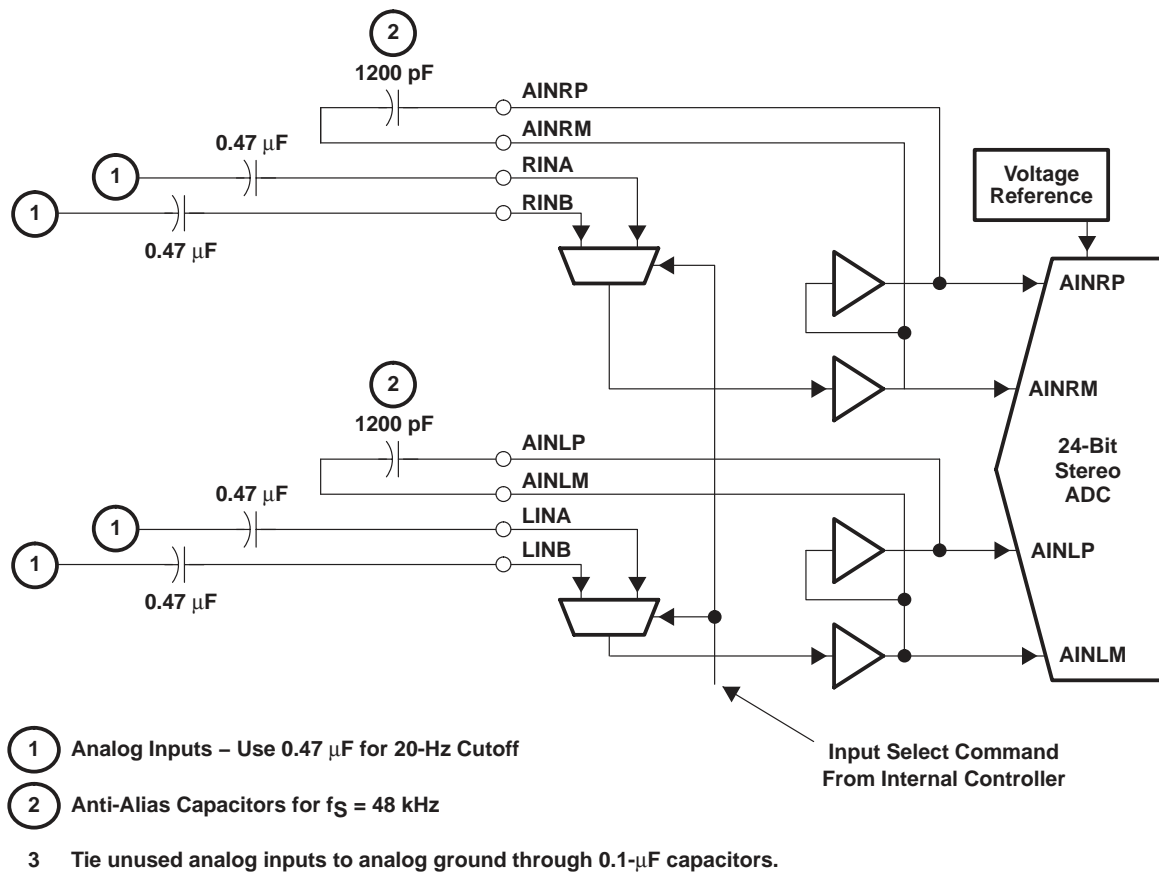 2
1200 pF
AINRP
AINRM
0.47 μF
RINA
1
RINB
1
0.47 μF
Voltage
Reference
AINRP
2
1200 pF
AINRM
AINLP
24-Bit
Stereo
ADC
AINLM
0.47 μF
LINA
1
LINB
1
0.47 μF
AINLP
AINLM
1 Analog Inputs – Use 0.47 μF for 20-Hz Cutoff
Input Select Command
From Internal Controller
2 Anti-Alias Capacitors for fS = 48 kHz
3 Tie unused analog inputs to analog ground through 0.1-μF capacitors.